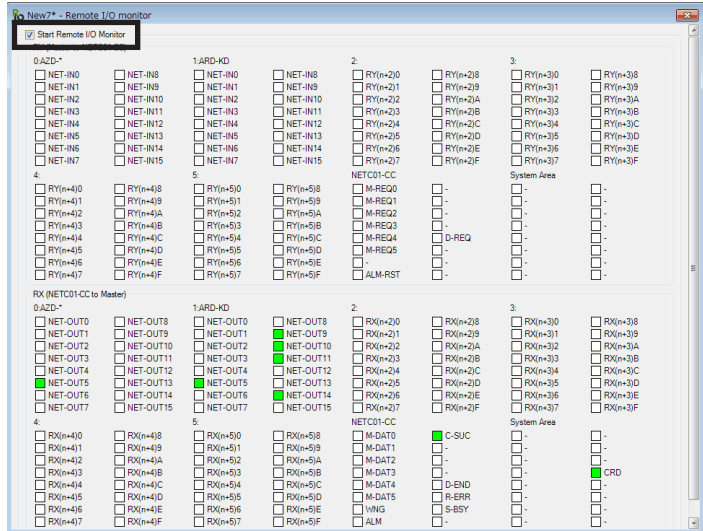 New7* - Remote I/O monitor
Start Remote I/O Monitor
0:AZD-* 1:ARD-KD 2: 3:
NET-IN0 NET-IN8 NET-IN0 NET-IN8 RY(n+2)0 RY(n+2)8 RY(n+3)0 RY(n+3)8
NET-IN1 NET-IN9 NET-IN1 NET-IN9 RY(n+2)1 RY(n+2)9 RY(n+3)1 RY(n+3)9
NET-IN2 NET-IN10 NET-IN2 NET-IN10 RY(n+2)2 RY(n+2)A RY(n+3)2 RY(n+3)A
NET-IN3 NET-IN11 NET-IN3 NET-IN11 RY(n+2)3 RY(n+2)B RY(n+3)3 RY(n+3)B
NET-IN4 NET-IN12 NET-IN4 NET-IN12 RY(n+2)4 RY(n+2)C RY(n+3)4 RY(n+3)C
NET-IN5 NET-IN13 NET-IN5 NET-IN13 RY(n+2)5 RY(n+2)D RY(n+3)5 RY(n+3)D
NET-IN6 NET-IN14 NET-IN6 NET-IN14 RY(n+2)6 RY(n+2)E RY(n+3)6 RY(n+3)E
NET-IN7 NET-IN15 NET-IN7 NET-IN15 RY(n+2)7 RY(n+2)F RY(n+3)7 RY(n+3)F
4: 5: NETC01-CC System Area
RY(n+4)0 RY(n+4)8 RY(n+5)0 RY(n+5)8 M-REQ0 - - -
RY(n+4)1 RY(n+4)9 RY(n+5)1 RY(n+5)9 M-REQ1 - - -
RY(n+4)2 RY(n+4)A RY(n+5)2 RY(n+5)A M-REQ2 - - -
RY(n+4)3 RY(n+4)B RY(n+5)3 RY(n+5)B M-REQ3 - - -
RY(n+4)4 RY(n+4)C RY(n+5)4 RY(n+5)C M-REQ4 D-REQ - -
RY(n+4)5 RY(n+4)D RY(n+5)5 RY(n+5)D M-REQ5 - - -
RY(n+4)6 RY(n+4)E RY(n+5)6 RY(n+5)E - - - -
RY(n+4)7 RY(n+4)F RY(n+5)7 RY(n+5)F ALM-RST - - -
RX (NETC01-CC to Master)
0:AZD-* 1:ARD-KD 2: 3:
NET-OUT0 NET-OUT8 NET-OUT0 NET-OUT8 RX(n+2)0 RX(n+2)8 RX(n+3)0 RX(n+3)8
NET-OUT1 NET-OUT9 NET-OUT1 NET-OUT9 RX(n+2)1 RX(n+2)9 RX(n+3)1 RX(n+3)9
NET-OUT2 NET-OUT10 NET-OUT2 NET-OUT10 RX(n+2)2 RX(n+2)A RX(n+3)2 RX(n+3)A
NET-OUT3 NET-OUT11 NET-OUT3 NET-OUT11 RX(n+2)3 RX(n+2)B RX(n+3)3 RX(n+3)B
NET-OUT4 NET-OUT12 NET-OUT4 NET-OUT12 RX(n+2)4 RX(n+2)C RX(n+3)4 RX(n+3)C
NET-OUT5 NET-OUT13 NET-OUT5 NET-OUT13 RX(n+2)5 RX(n+2)D RX(n+3)5 RX(n+3)D
NET-OUT6 NET-OUT14 NET-OUT6 NET-OUT14 RX(n+2)6 RX(n+2)E RX(n+3)6 RX(n+3)E
NET-OUT7 NET-OUT15 NET-OUT7 NET-OUT15 RX(n+2)7 RX(n+2)F RX(n+3)7 RX(n+3)F
4: 5: NETC01-CC System Area
RX(n+4)0 RX(n+4)8 RX(n+5)0 RX(n+5)8 M-DAT0 C-SUC - -
RX(n+4)1 RX(n+4)9 RX(n+5)1 RX(n+5)9 M-DAT1 - - -
RX(n+4)2 RX(n+4)A RX(n+5)2 RX(n+5)A M-DAT2 - - -
RX(n+4)3 RX(n+4)B RX(n+5)3 RX(n+5)B M-DAT3 - - CRD
RX(n+4)4 RX(n+4)C RX(n+5)4 RX(n+5)C M-DAT4 D-END - -
RX(n+4)5 RX(n+4)D RX(n+5)5 RX(n+5)D M-DAT5 R-ERR - -
RX(n+4)6 RX(n+4)E RX(n+5)6 RX(n+5)E WNG S-BSY - -
RX(n+4)7 RX(n+4)F RX(n+5)7 RX(n+5)F ALM - - -